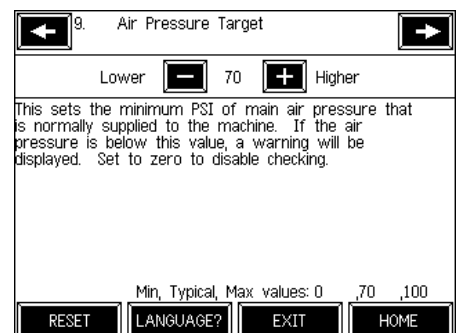 9. Air Pressure Target
Lower 70 Higher
This sets the minimum PSI of main air pressure that
is normally supplied to the machine. If the air
pressure is below this value, a warning will be
displayed. Set to zero to disable checking.
Min, Typical, Max values: 0 ,70 ,100
RESET LANGUAGE? EXIT HOME